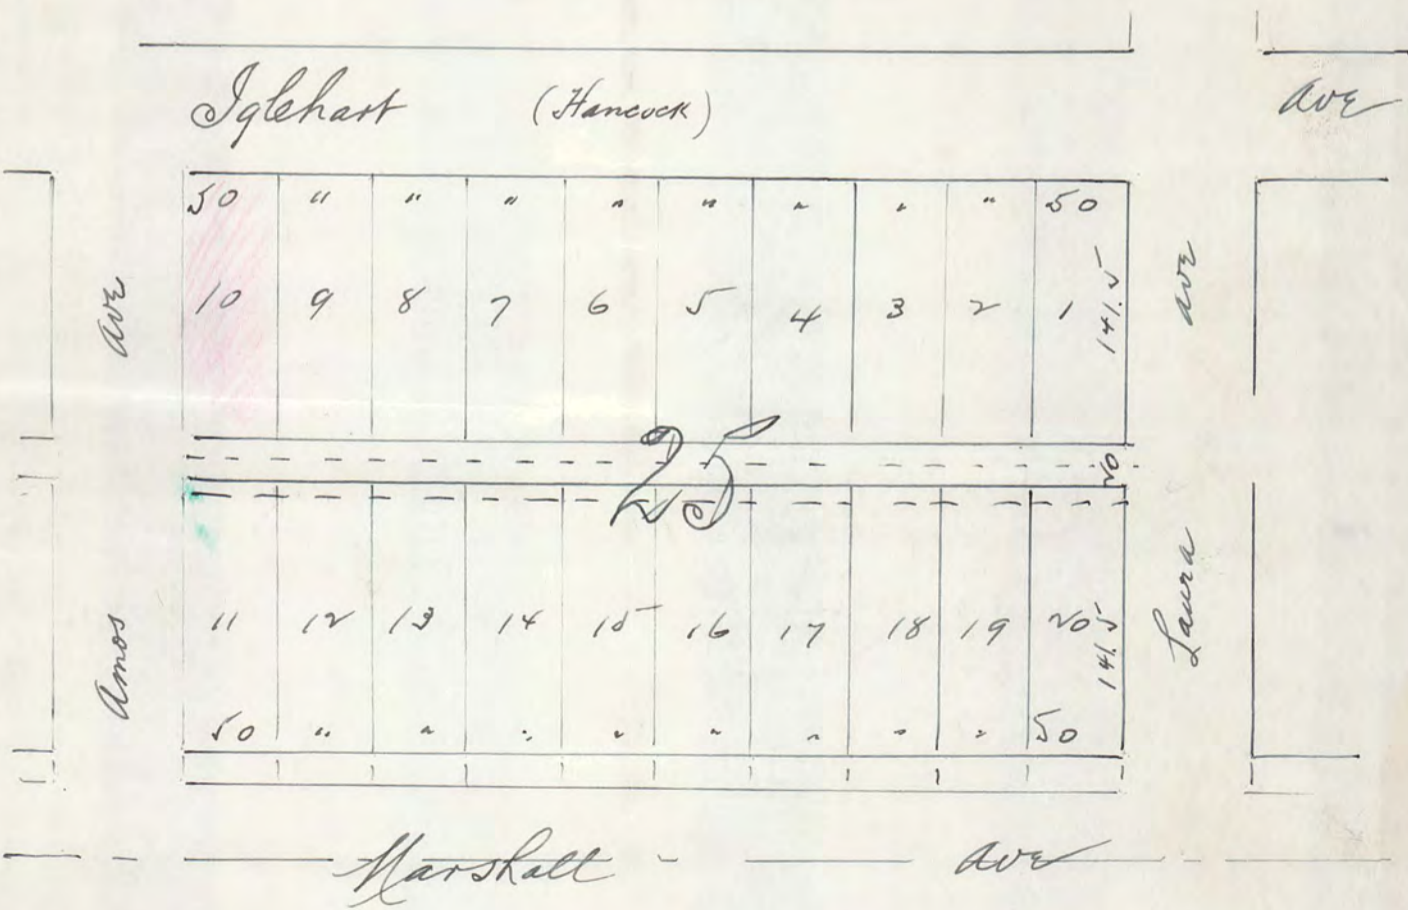 Iglehart (Hancock) Ave
50 " " " " " " " " 50
10 9 8 7 6 5 4 3 2 1
141.5
Ave
Ave
25
20
11 12 13 14 15 16 17 18 19 20
141.5
Amos
Laura
50 " " " " " " " " 50
Marshall Ave